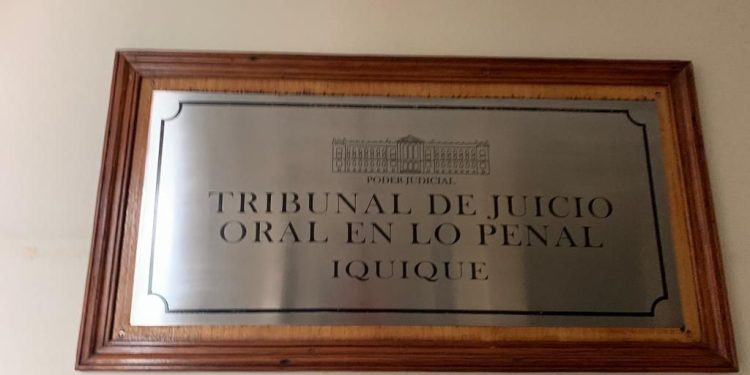 PODER JUDICIAL
TRIBUNAL DE JUICIO
ORAL EN LO PENAL
IQUIQUE